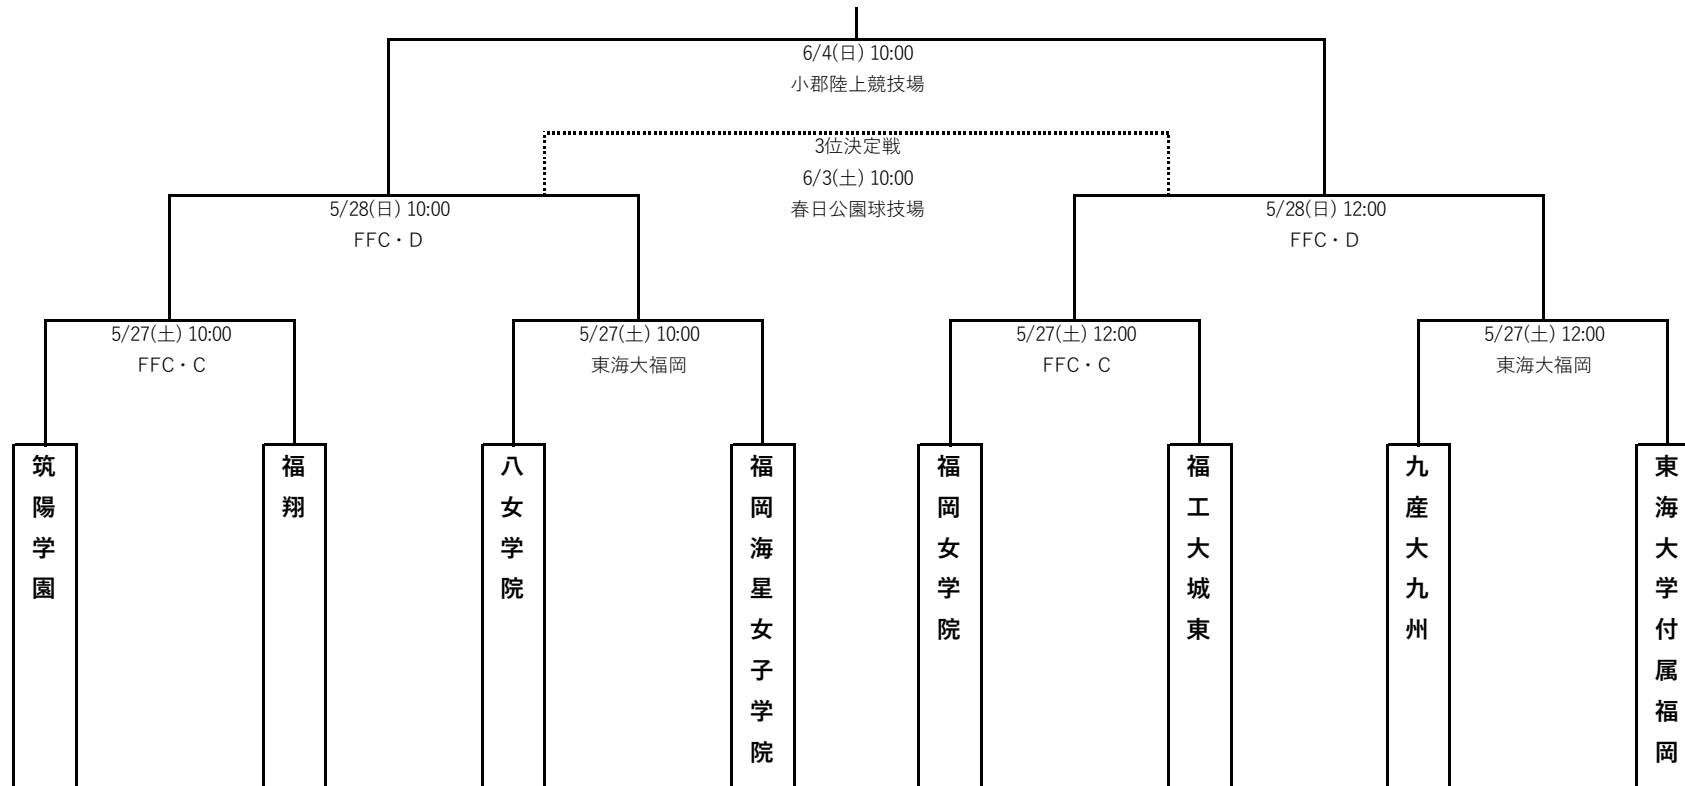 6/4(日) 10:00
小郡陸上競技場
3位決定戦
6/3(土) 10:00
春日公園球技場
5/28(日) 10:00
FFC・D
5/28(日) 12:00
FFC・D
5/27(土) 10:00
FFC・C
5/27(土) 10:00
東海大福岡
5/27(土) 12:00
FFC・C
5/27(土) 12:00
東海大福岡
筑陽学園
福翔
八女学院
福岡海星女子学院
福岡女学院
福工大城東
九産大九州
東海大学付属福岡